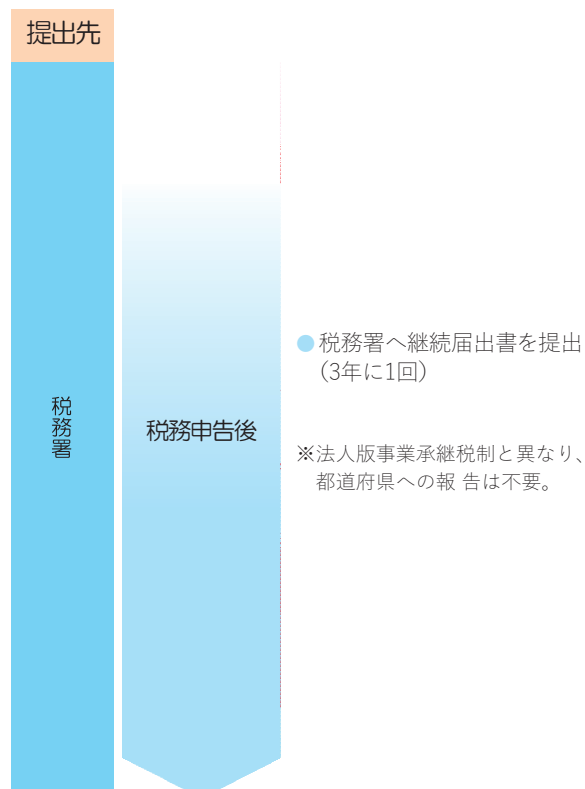 提出先
税務署
税務申告後
●税務署へ継続届出書を提出
（3年に1回）
※法人版事業承継税制と異なり、
都道府県への報 告は不要。